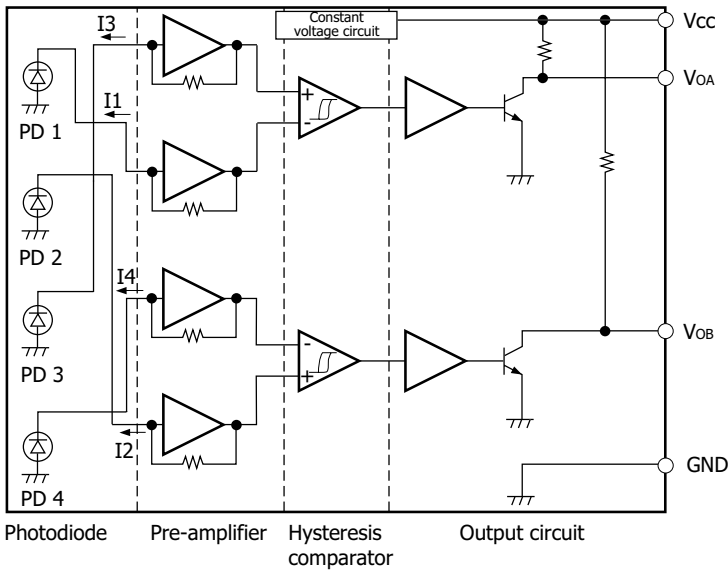 Constant
voltage circuit
Vcc
I3
+
VOA
I1
PD 1
-
PD 2
I4
-
VOB
PD 3
+
I2
GND
PD 4
Photodiode
Pre-amplifier
Hysteresis
comparator
Output circuit